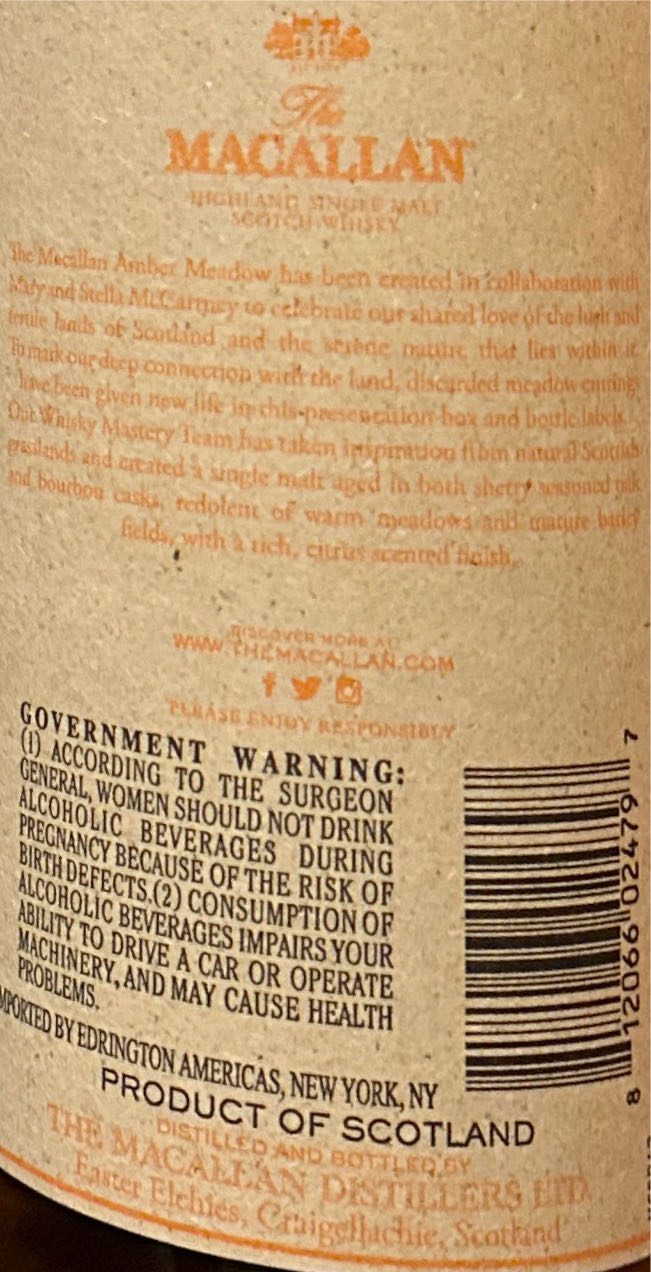 The
MACALLAN
HIGHLAND SINGLE MALT
SCOTCH WHISKY
The Macallan Amber Meadow has been created in collaboration with
Mary and Stella McCartney to celebrate our shared love of the lush and
fertile lands of Scotland and the serene nature that lies within it.
To mark our deep connection with the land, discarded meadow cuttings
have been given new life in this presentation box and bottle labels.
Our Whisky Mastery Team has taken inspiration from natural Scottish
grasslands and created a single malt aged in both sherry seasoned oak
and bourbon casks, redolent of warm meadows and mature barley
fields, with a rich, citrus scented finish.
DISCOVER MORE AT
WWW.THEMACALLAN.COM
PLEASE ENJOY RESPONSIBLY
GOVERNMENT WARNING:
(1) ACCORDING TO THE SURGEON
GENERAL, WOMEN SHOULD NOT DRINK
ALCOHOLIC BEVERAGES DURING
PREGNANCY BECAUSE OF THE RISK OF
BIRTH DEFECTS.(2) CONSUMPTION OF
ALCOHOLIC BEVERAGES IMPAIRS YOUR
ABILITY TO DRIVE A CAR OR OPERATE
MACHINERY, AND MAY CAUSE HEALTH
PROBLEMS.
8 12066 02479 7
IMPORTED BY EDRINGTON AMERICAS, NEW YORK, NY
PRODUCT OF SCOTLAND
DISTILLED AND BOTTLED BY
THE MACALLAN DISTILLERS LTD.
Easter Elchies, Craigellachie, Scotland